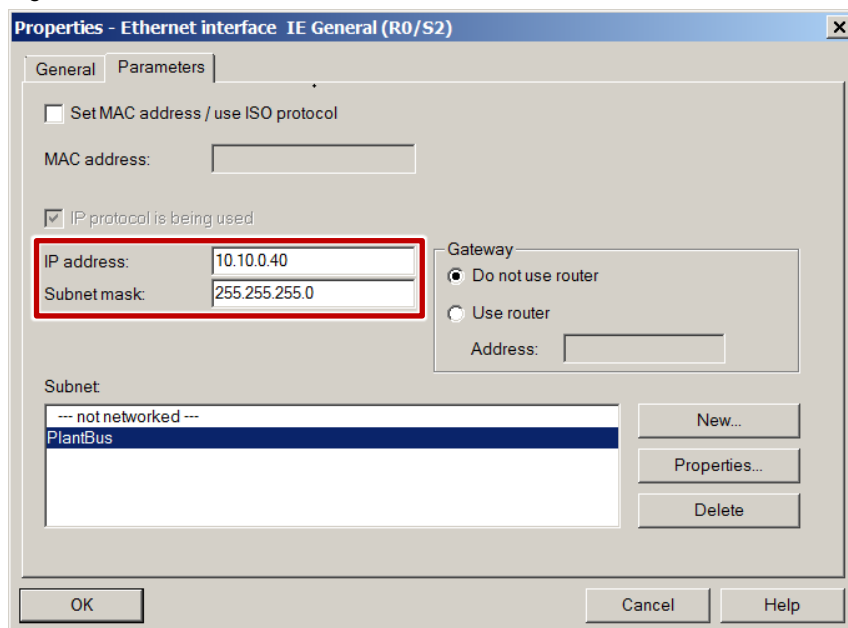 Properties - Ethernet interface IE General (R0/S2)
General Parameters
Set MAC address / use ISO protocol
MAC address:
IP protocol is being used
IP address: 10.10.0.40
Subnet mask: 255.255.255.0
Gateway
Do not use router
Use router
Address:
Subnet:
--- not networked ---
PlantBus
New...
Properties...
Delete
OK Cancel Help